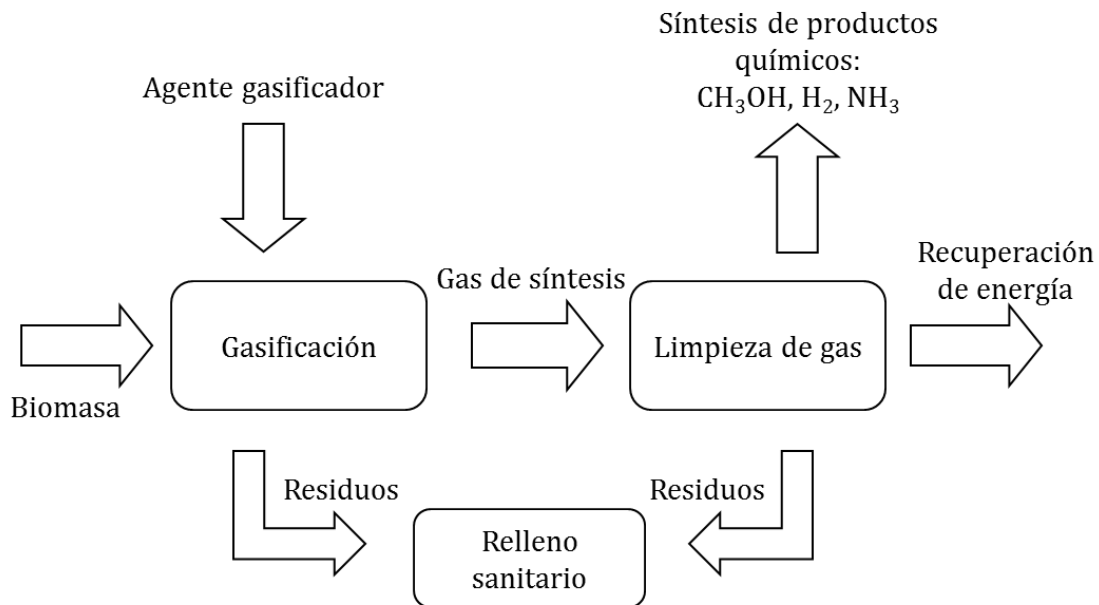 Síntesis de productos
químicos:
CH₃OH, H₂, NH₃
Agente gasificador
Recuperación
de energía
Gas de síntesis
Gasificación
Limpieza de gas
Biomasa
Residuos
Residuos
Relleno
sanitario